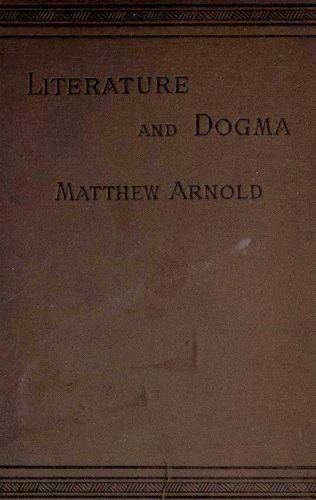 LITERATURE
AND DOGMA
MATTHEW ARNOLD